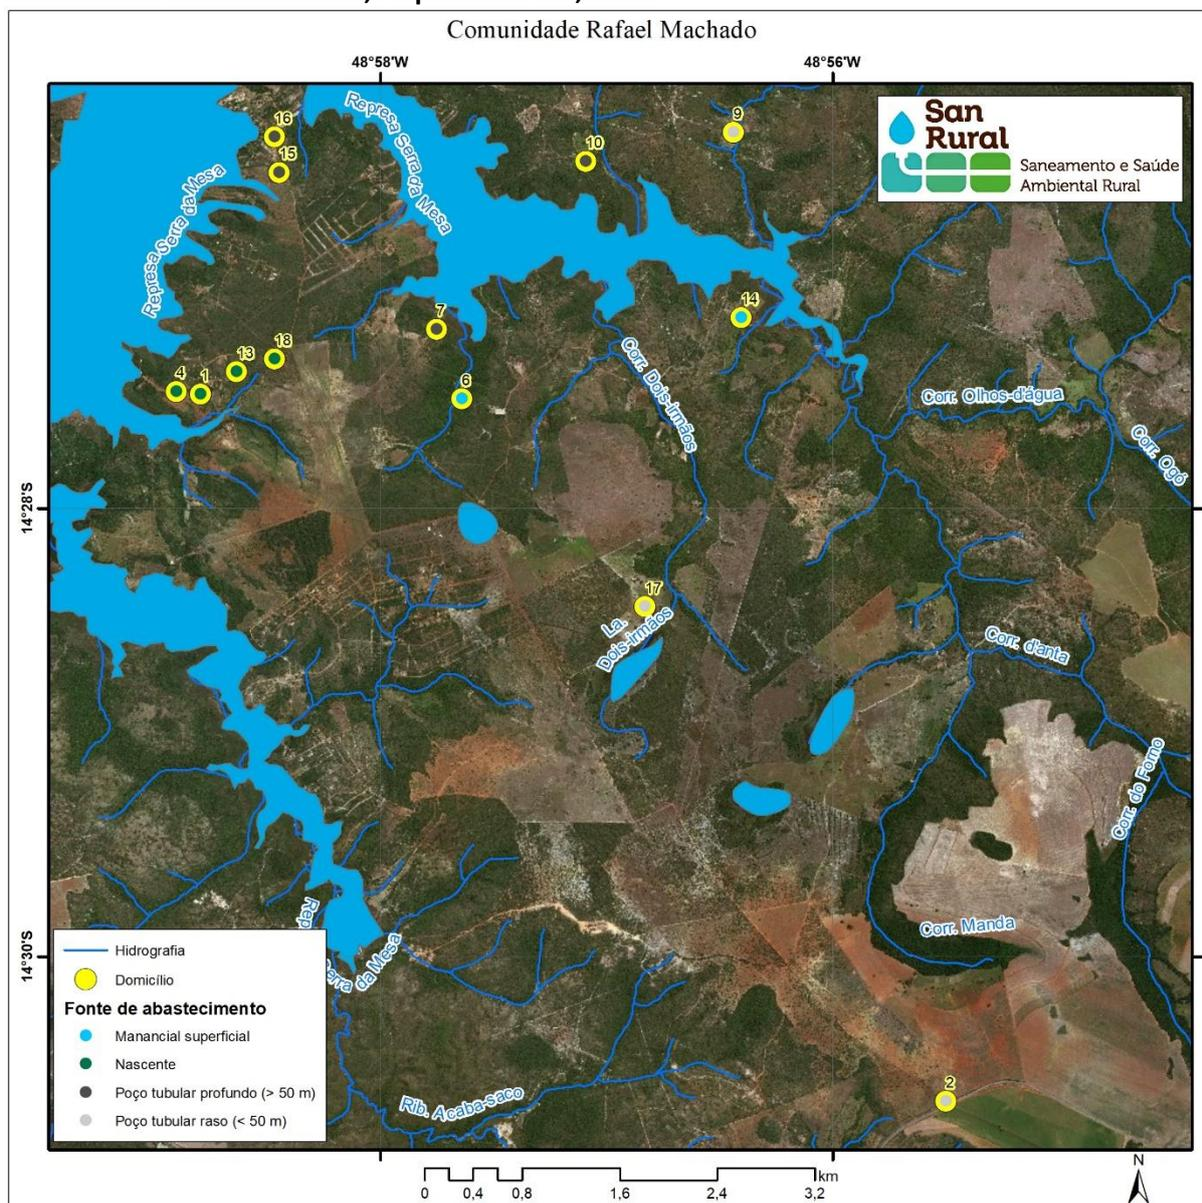 Comunidade Rafael Machado
48°58'W
48°56'W
San
Rural
Saneamento e Saúde
Ambiental Rural
9
16
10
15
Represa Serra da Mesa
Represa Serra da Mesa
14
7
18
13
4
1
6
Corr. Dois-irmãos
Corr. Olhos-d'água
Corr. Ogó
14°28'S
17
La.
Dois-irmãos
Corr. d'anta
Corr. do Forno
Corr. Manda
14°30'S
Rep
Serra da Mesa
Hidrografia
Domicílio
Fonte de abastecimento
Manancial superficial
Nascente
Poço tubular profundo (> 50 m)
Poço tubular raso (< 50 m)
2
Rib. Acaba-saco
km
0 0,4 0,8 1,6 2,4 3,2
N